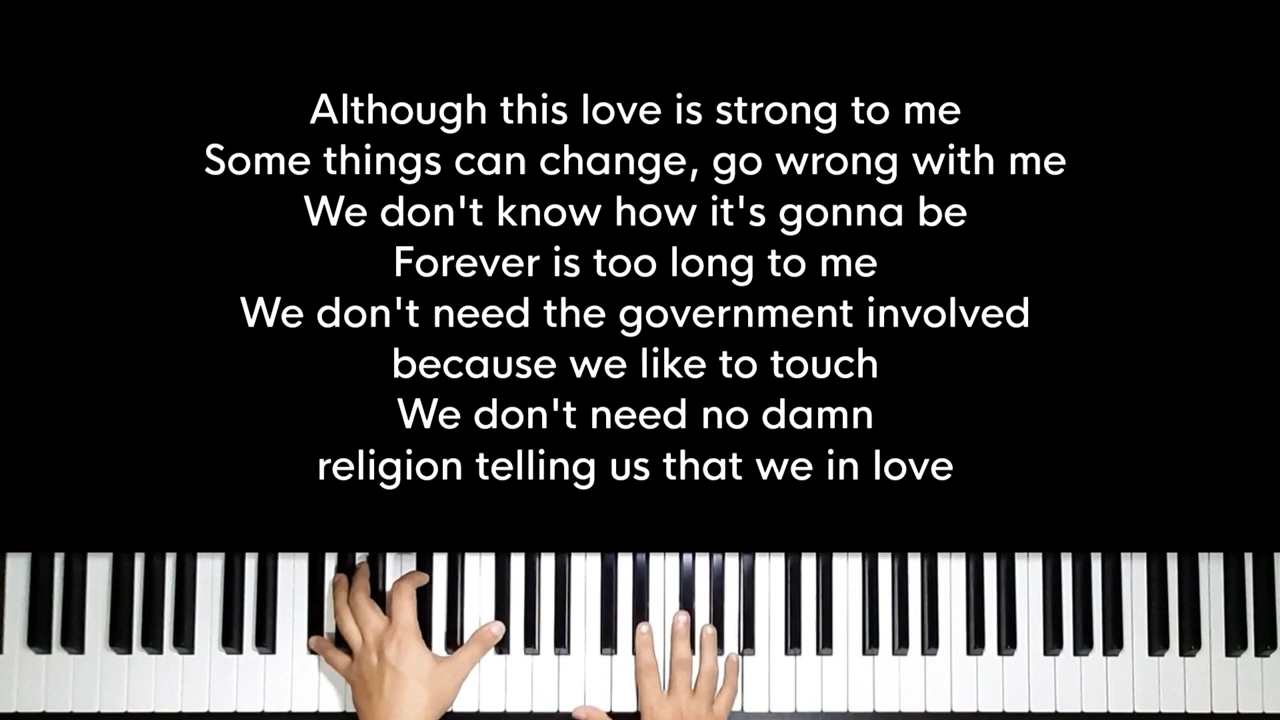 Although this love is strong to me
Some things can change, go wrong with me
We don't know how it's gonna be
Forever is too long to me
We don't need the government involved
because we like to touch
We don't need no damn
religion telling us that we in love